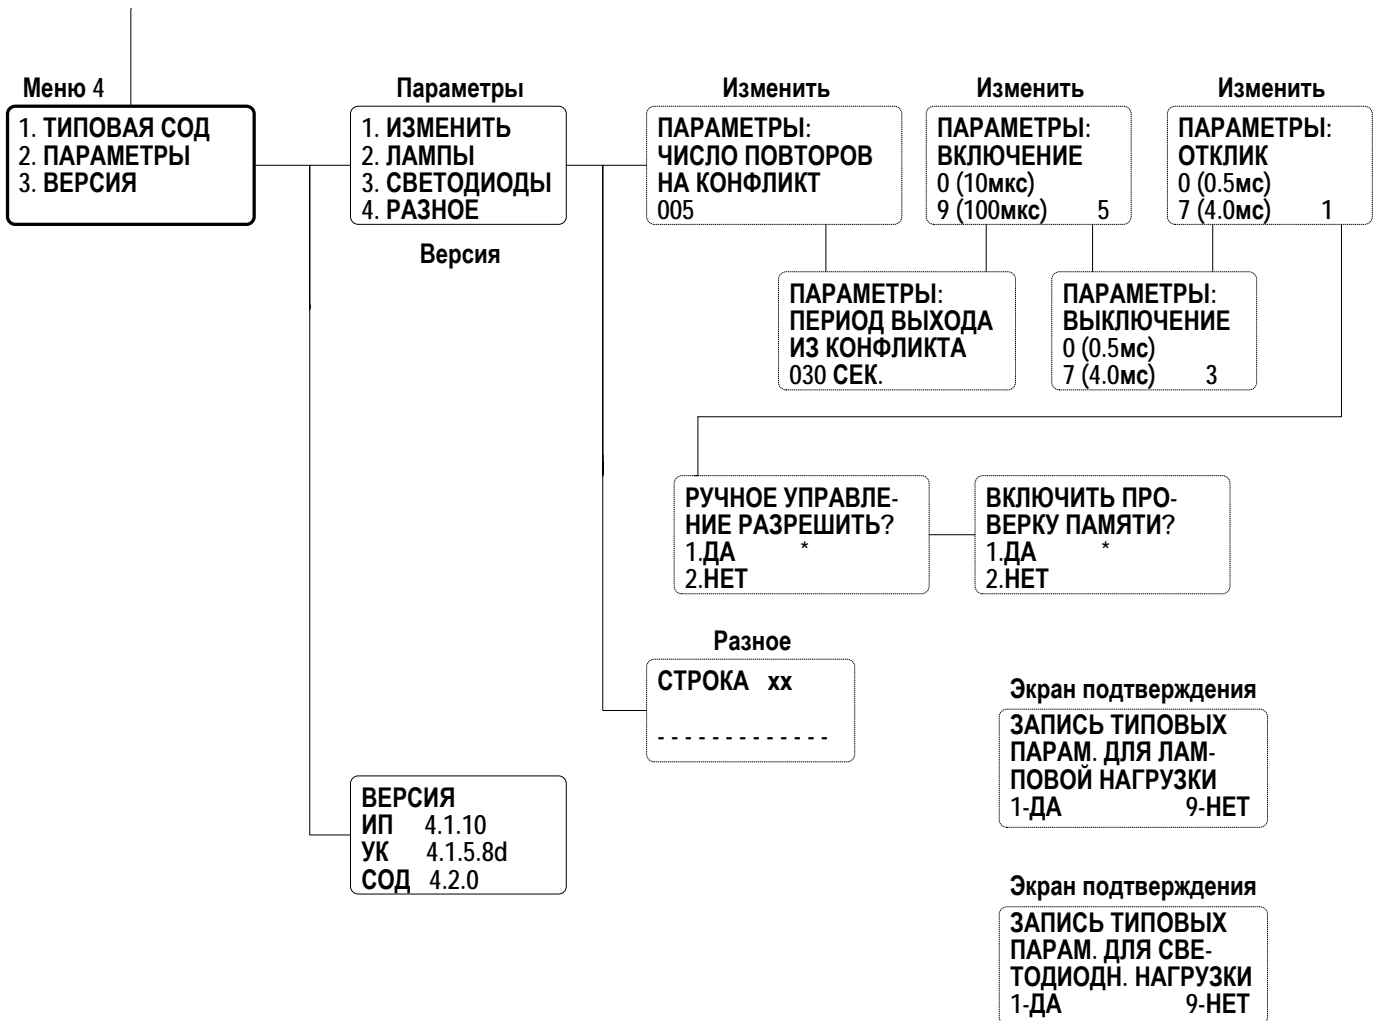 Меню 4
1. ТИПОВАЯ СОД
2. ПАРАМЕТРЫ
3. ВЕРСИЯ
Параметры
1. ИЗМЕНИТЬ
2. ЛАМПЫ
3. СВЕТОДИОДЫ
4. РАЗНОЕ
Версия
Изменить
ПАРАМЕТРЫ:
ЧИСЛО ПОВТОРОВ
НА КОНФЛИКТ
005
Изменить
ПАРАМЕТРЫ:
ВКЛЮЧЕНИЕ
0 (10мкс)
9 (100мкс) 5
Изменить
ПАРАМЕТРЫ:
ОТКЛИК
0 (0.5мс)
7 (4.0мс) 1
ПАРАМЕТРЫ:
ПЕРИОД ВЫХОДА
ИЗ КОНФЛИКТА
030 СЕК.
ПАРАМЕТРЫ:
ВЫКЛЮЧЕНИЕ
0 (0.5мс)
7 (4.0мс) 3
РУЧНОЕ УПРАВЛЕ-
НИЕ РАЗРЕШИТЬ?
1.ДА *
2.НЕТ
ВКЛЮЧИТЬ ПРО-
ВЕРКУ ПАМЯТИ?
1.ДА *
2.НЕТ
Разное
СТРОКА xx
- - - - - - - - - - - - -
ВЕРСИЯ
ИП 4.1.10
УК 4.1.5.8d
СОД 4.2.0
Экран подтверждения
ЗАПИСЬ ТИПОВЫХ
ПАРАМ. ДЛЯ ЛАМ-
ПОВОЙ НАГРУЗКИ
1-ДА 9-НЕТ
Экран подтверждения
ЗАПИСЬ ТИПОВЫХ
ПАРАМ. ДЛЯ СВЕ-
ТОДИОДН. НАГРУЗКИ
1-ДА 9-НЕТ